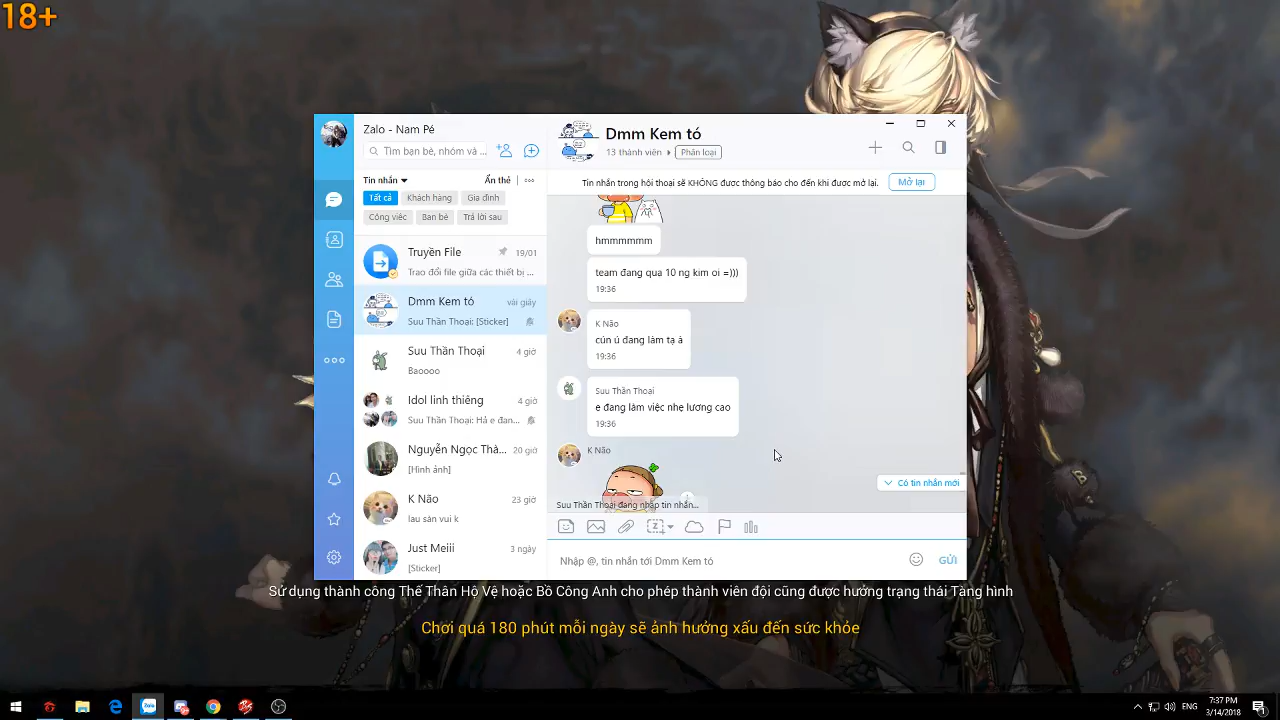 18+
Zalo - Nam Pé
Tìm bạn bè, nhóm và ...
Tin nhắn
Ẩn thẻ
Tất cả
Khách hàng
Gia đình
Công việc
Bạn bè
Trả lời sau
Truyền File
19/01
Trao đổi file giữa các thiết bị ...
Dmm Kem tó
vài giây
Suu Thần Thoại: [Sticker]
Suu Thần Thoại
4 giờ
Baoooo
Idol linh thiêng
4 giờ
Suu Thần Thoại: Hả e đan...
Nguyễn Ngọc Thà...
20 giờ
[Hình ảnh]
K Não
23 giờ
lau sàn vui k
Just Meiii
3 ngày
[Sticker]
Dmm Kem tó
13 thành viên
Phân loại
Tin nhắn trong hội thoại sẽ KHÔNG được thông báo cho đến khi được mở lại.
Mở lại
hmmmmmm
team đang qua 10 ng kim oi =)))
19:36
K Não
cún ú đang làm tạ à
19:36
Suu Thần Thoại
e đang làm việc nhẹ lương cao
19:36
K Não
Có tin nhắn mới
Suu Thần Thoại đang nhập tin nhắn...
Nhập @, tin nhắn tới Dmm Kem tó
GỬI
Sử dụng thành công Thế Thân Hộ Vệ hoặc Bồ Công Anh cho phép thành viên đội cũng được hưởng trạng thái Tàng hình
Chơi quá 180 phút mỗi ngày sẽ ảnh hưởng xấu đến sức khỏe
Zalo
ENG
7:37 PM
3/14/2018
1